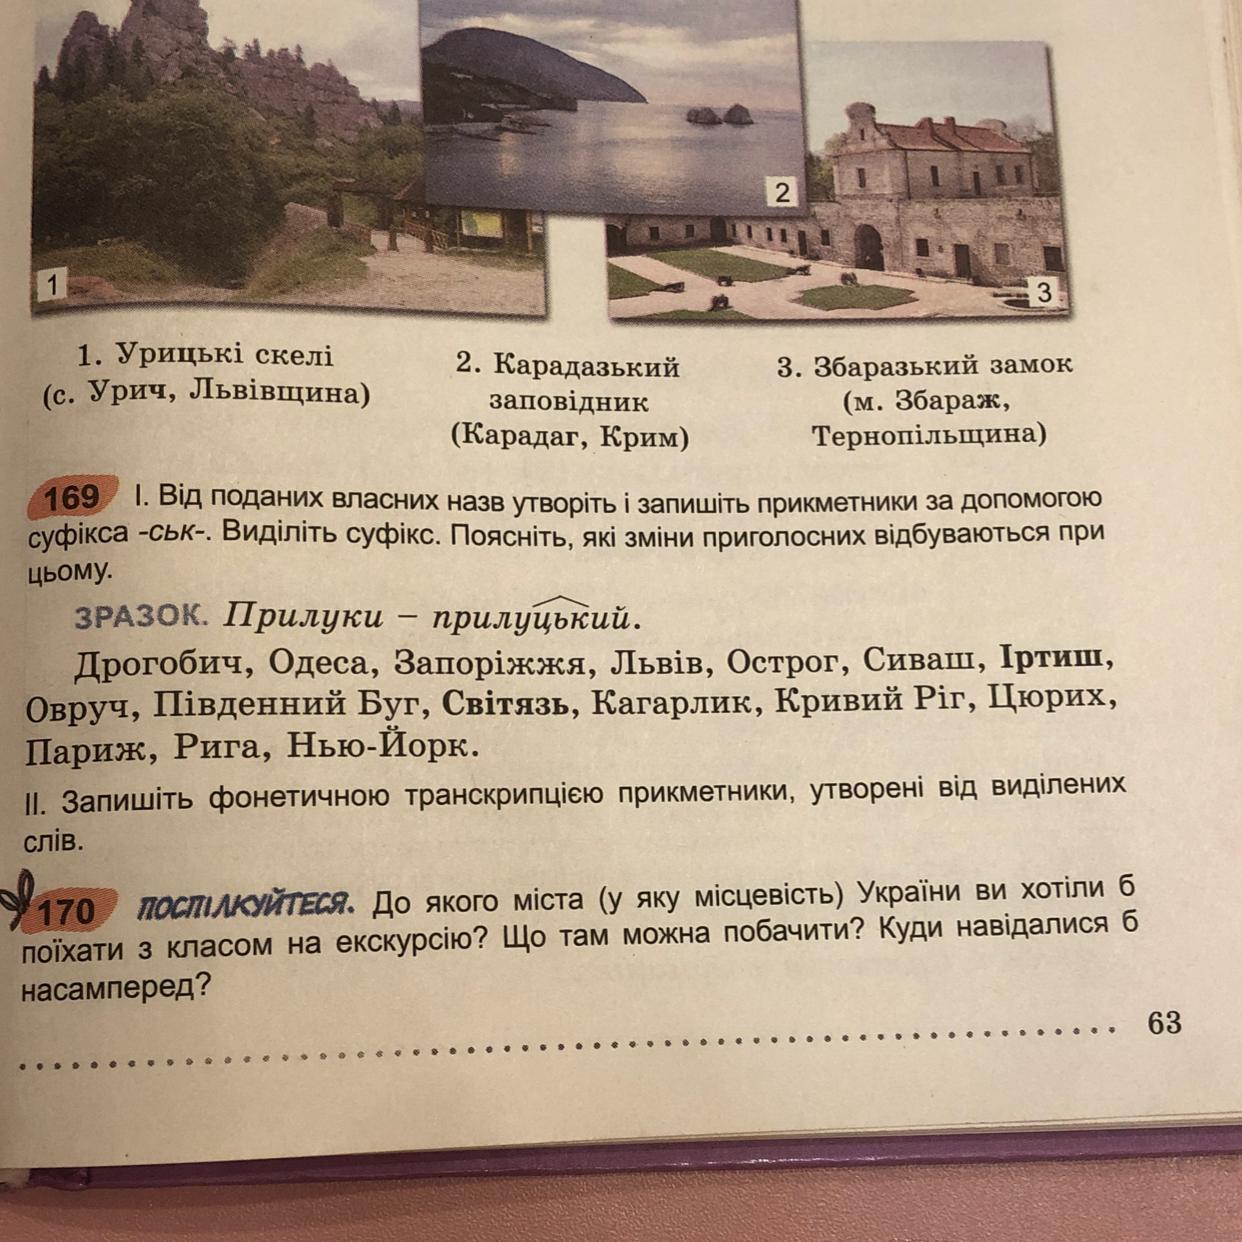 1
2
3
1. Урицькі скелі
(с. Урич, Львівщина)
2. Карадазький
заповідник
(Карадаг, Крим)
3. Збаразький замок
(м. Збараж,
Тернопільщина)
169 І. Від поданих власних назв утворіть і запишіть прикметники за допомогою
суфікса -ськ-. Виділіть суфікс. Поясніть, які зміни приголосних відбуваються при
цьому.
ЗРАЗОК. Прилуки – прилуцький.
Дрогобич, Одеса, Запоріжжя, Львів, Острог, Сиваш, Іртиш,
Овруч, Південний Буг, Світязь, Кагарлик, Кривий Ріг, Цюрих,
Париж, Рига, Нью-Йорк.
ІІ. Запишіть фонетичною транскрипцією прикметники, утворені від виділених
слів.
170 ПОСПІЛКУЙТЕСЯ. До якого міста (у яку місцевість) України ви хотіли б
поїхати з класом на екскурсію? Що там можна побачити? Куди навідалися б
насамперед?
63